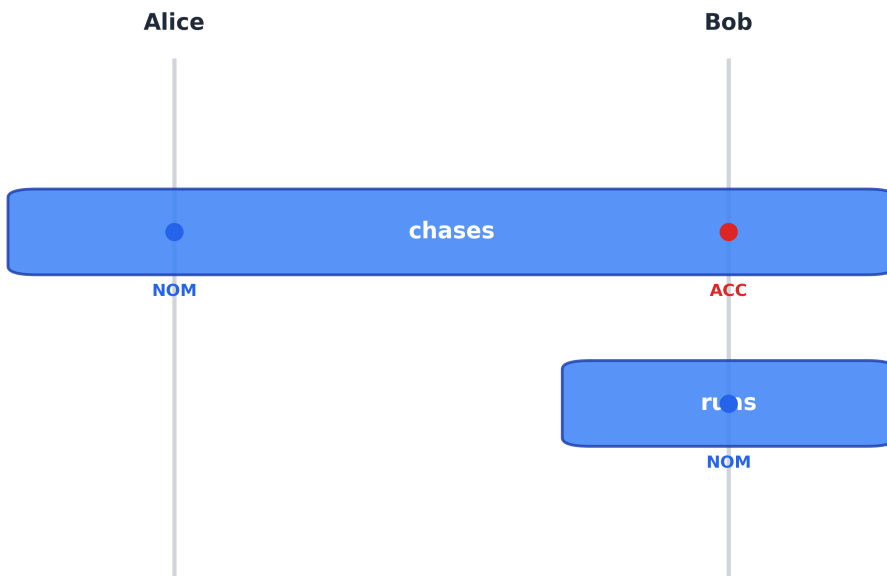 Alice Bob
chases
NOM ACC
runs
NOM